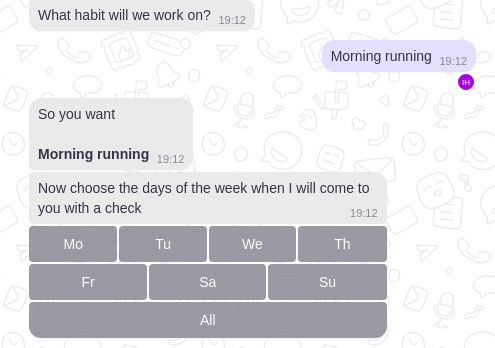 What habit will we work on? 19:12
Morning running 19:12
IH
So you want
Morning running 19:12
Now choose the days of the week when I will come to
you with a check 19:12
Mo Tu We Th
Fr Sa Su
All